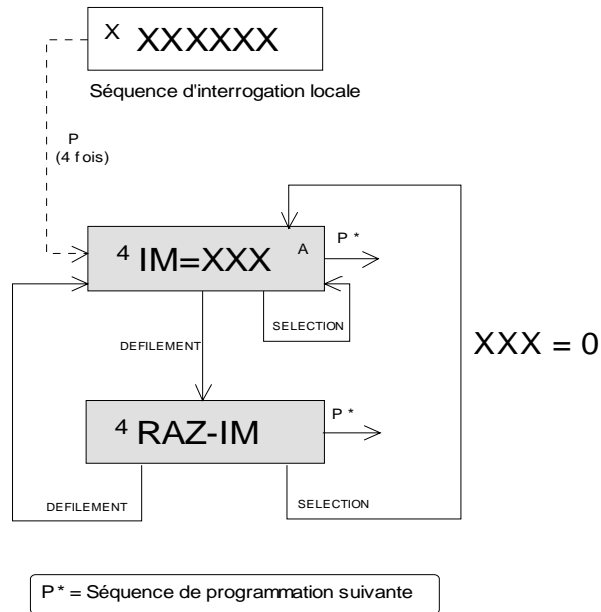 X XXXXXX
Séquence d'interrogation locale
P
(4 fois)
4 IM=XXX A
P *
SELECTION
DEFILEMENT
XXX = 0
4 RAZ-IM
P *
DEFILEMENT
SELECTION
P* = Séquence de programmation suivante